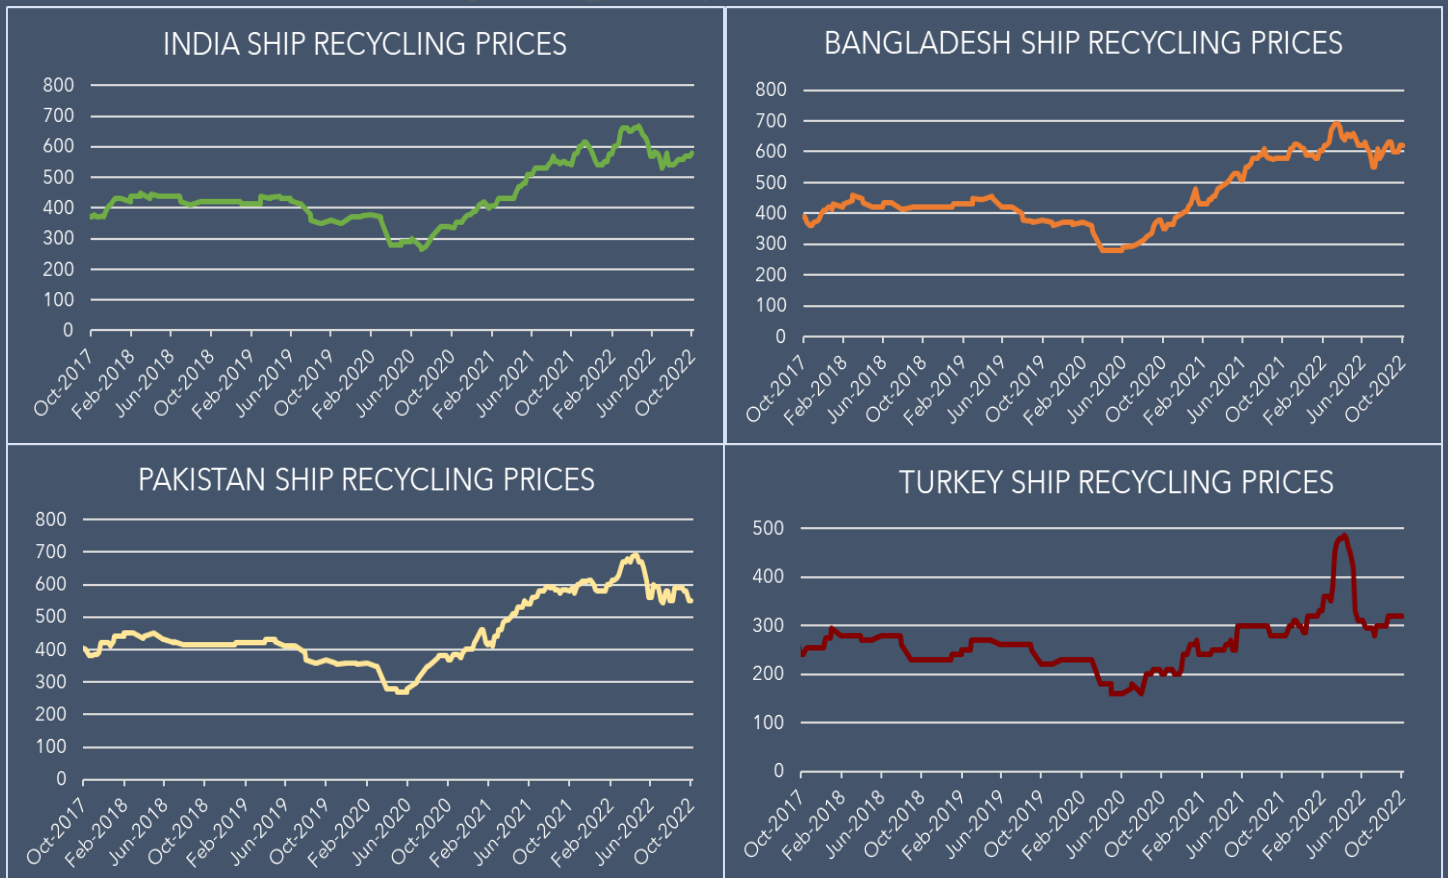 INDIA SHIP RECYCLING PRICES
800
700
600
500
400
300
200
100
0
Oct-2017
Feb-2018
Jun-2018
Oct-2018
Feb-2019
Jun-2019
Oct-2019
Feb-2020
Jun-2020
Oct-2020
Feb-2021
Jun-2021
Oct-2021
Feb-2022
Jun-2022
Oct-2022
BANGLADESH SHIP RECYCLING PRICES
800
700
600
500
400
300
200
100
0
Oct-2017
Feb-2018
Jun-2018
Oct-2018
Feb-2019
Jun-2019
Oct-2019
Feb-2020
Jun-2020
Oct-2020
Feb-2021
Jun-2021
Oct-2021
Feb-2022
Jun-2022
Oct-2022
PAKISTAN SHIP RECYCLING PRICES
800
700
600
500
400
300
200
100
0
Oct-2017
Feb-2018
Jun-2018
Oct-2018
Feb-2019
Jun-2019
Oct-2019
Feb-2020
Jun-2020
Oct-2020
Feb-2021
Jun-2021
Oct-2021
Feb-2022
Jun-2022
Oct-2022
TURKEY SHIP RECYCLING PRICES
500
400
300
200
100
0
Oct-2017
Feb-2018
Jun-2018
Oct-2018
Feb-2019
Jun-2019
Oct-2019
Feb-2020
Jun-2020
Oct-2020
Feb-2021
Jun-2021
Oct-2021
Feb-2022
Jun-2022
Oct-2022